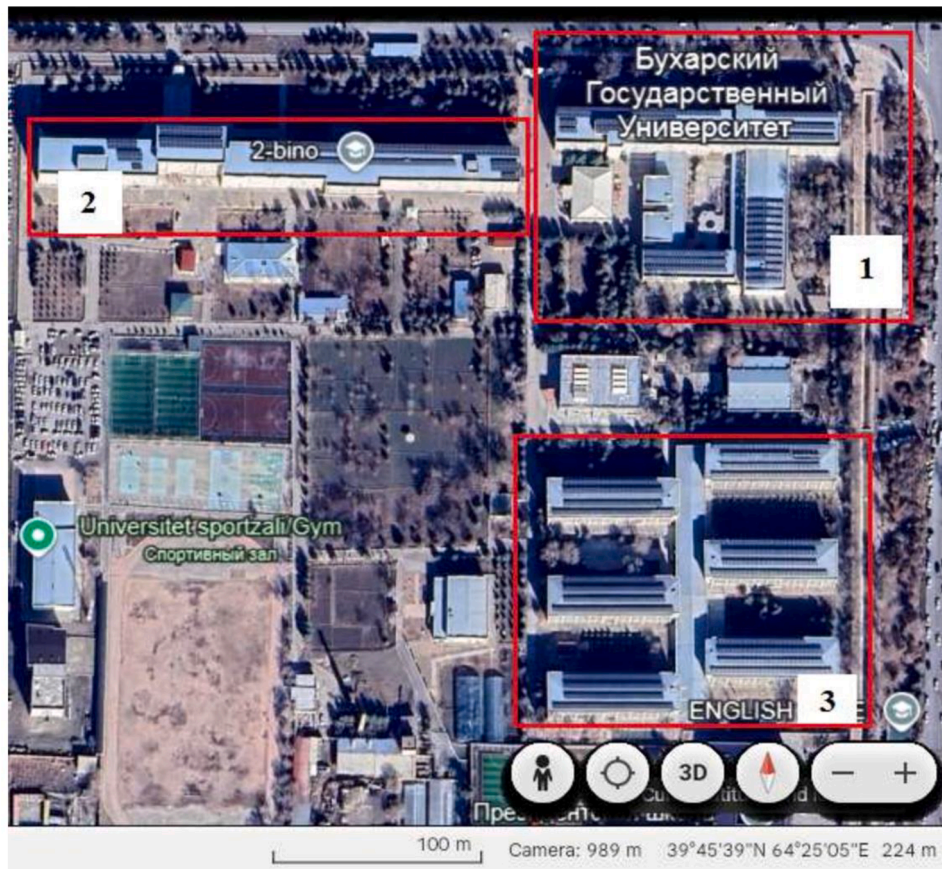 Бухарский
Государственный
Университет
2-bino
2
1
Universitet sportzali/Gym
Спортивный зал
ENGLISH
3
3D
100 m
Camera: 989 m 39°45'39"N 64°25'05"E 224 m